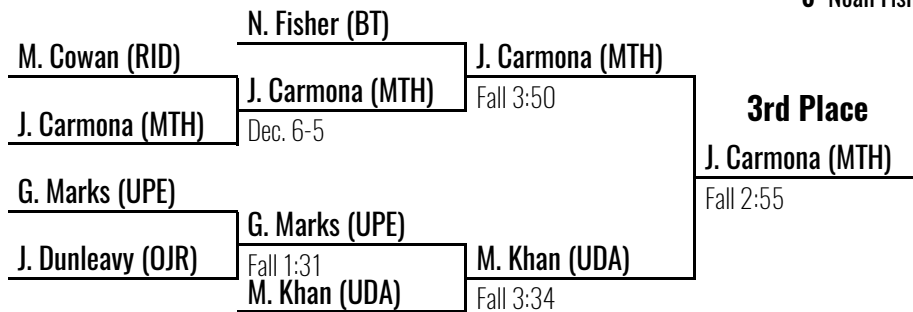 N. Fisher (BT)
M. Cowan (RID)
J. Carmona (MTH)
J. Carmona (MTH)
Fall 3:50
J. Carmona (MTH)
Dec. 6-5
3rd Place
J. Carmona (MTH)
Fall 2:55
G. Marks (UPE)
G. Marks (UPE)
J. Dunleavy (OJR)
Fall 1:31
M. Khan (UDA)
M. Khan (UDA)
Fall 3:34